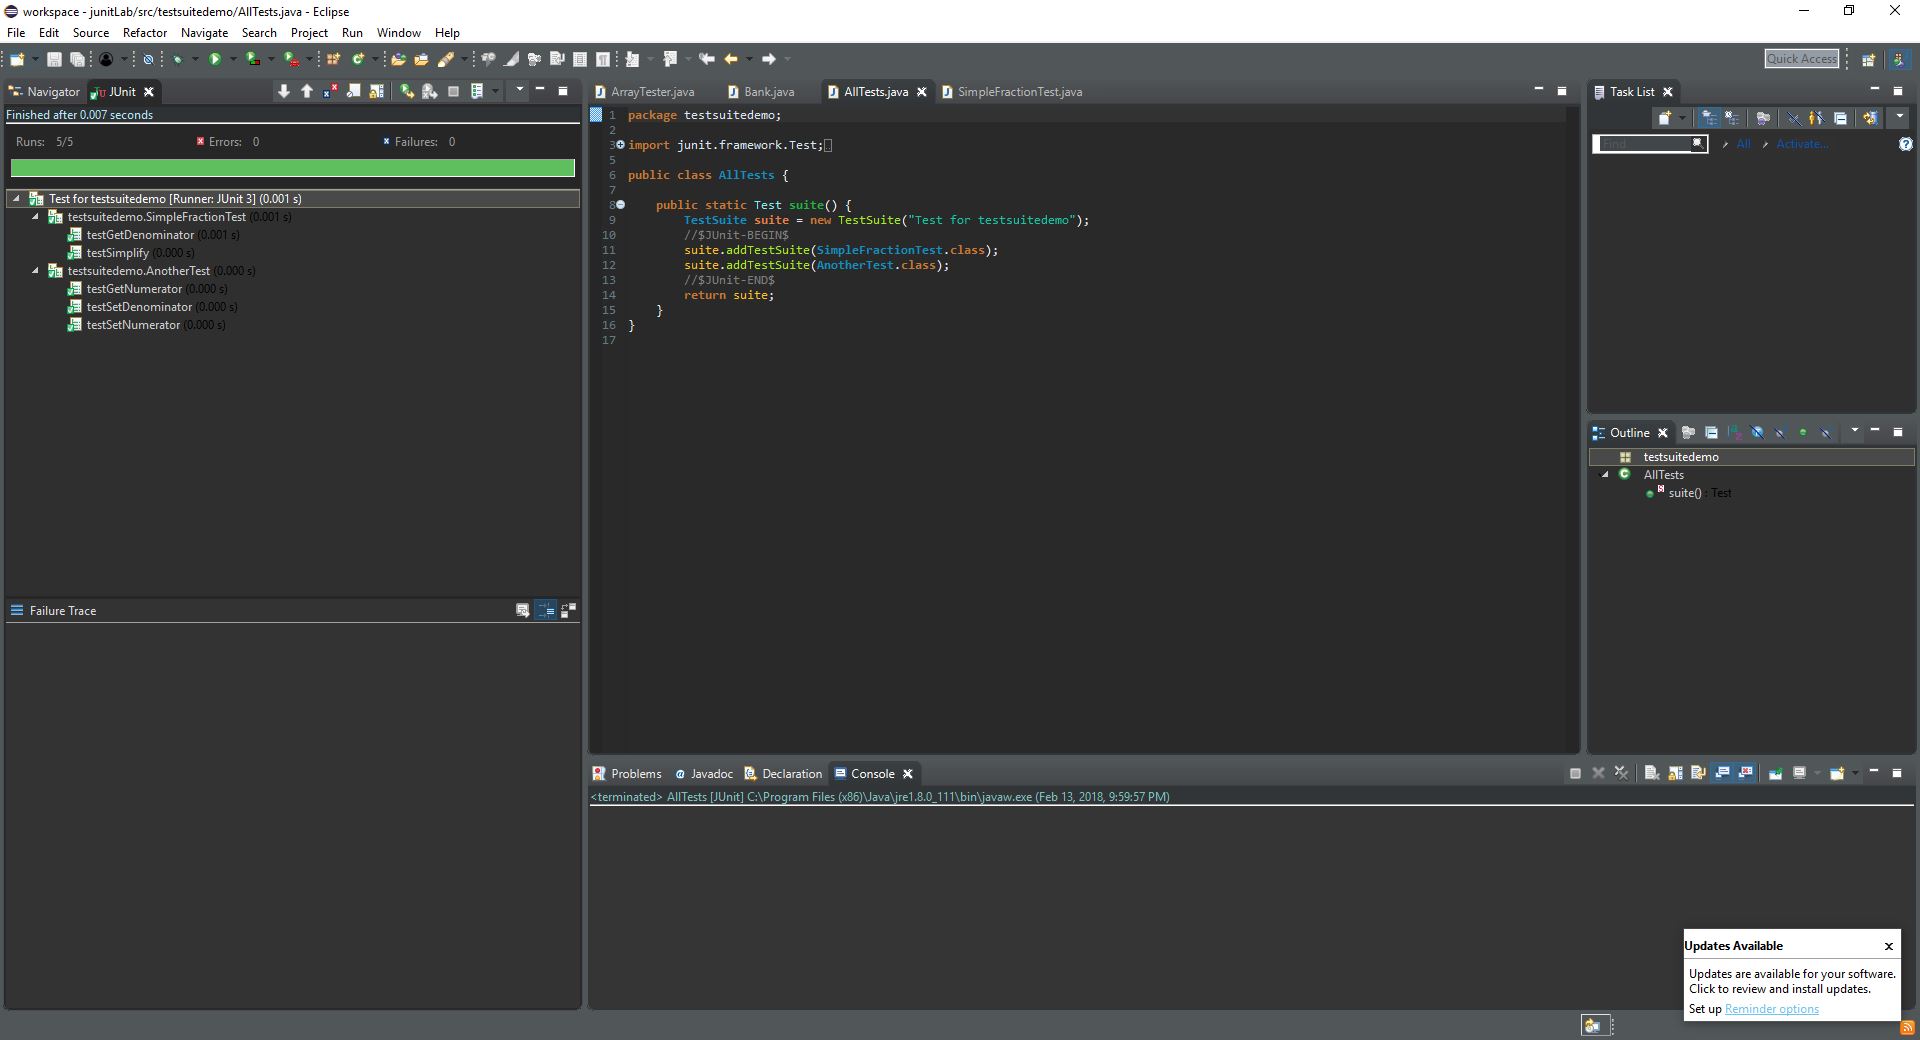 workspace - junitLab/src/testsuitedemo/AllTests.java - Eclipse
File Edit Source Refactor Navigate Search Project Run Window Help
Quick Access
Navigator JUnit
Finished after 0.007 seconds
Runs: 5/5 Errors: 0 Failures: 0
Test for testsuitedemo [Runner: JUnit 3] (0.001 s)
testsuitedemo.SimpleFractionTest (0.001 s)
testGetDenominator (0.001 s)
testSimplify (0.000 s)
testsuitedemo.AnotherTest (0.000 s)
testGetNumerator (0.000 s)
testSetDenominator (0.000 s)
testSetNumerator (0.000 s)
Failure Trace
ArrayTester.java Bank.java AllTests.java SimpleFractionTest.java
1 package testsuitedemo;
2
3 import junit.framework.Test;
5
6 public class AllTests {
7
8 public static Test suite() {
9 TestSuite suite = new TestSuite("Test for testsuitedemo");
10 //$JUnit-BEGIN$
11 suite.addTestSuite(SimpleFractionTest.class);
12 suite.addTestSuite(AnotherTest.class);
13 //$JUnit-END$
14 return suite;
15 }
16 }
17
Task List
Find All Activate...
Outline
testsuitedemo
AllTests
suite() : Test
Problems Javadoc Declaration Console
<terminated> AllTests [JUnit] C:\Program Files (x86)\Java\jre1.8.0_111\bin\javaw.exe (Feb 13, 2018, 9:59:57 PM)
Updates Available
Updates are available for your software.
Click to review and install updates.
Set up Reminder options